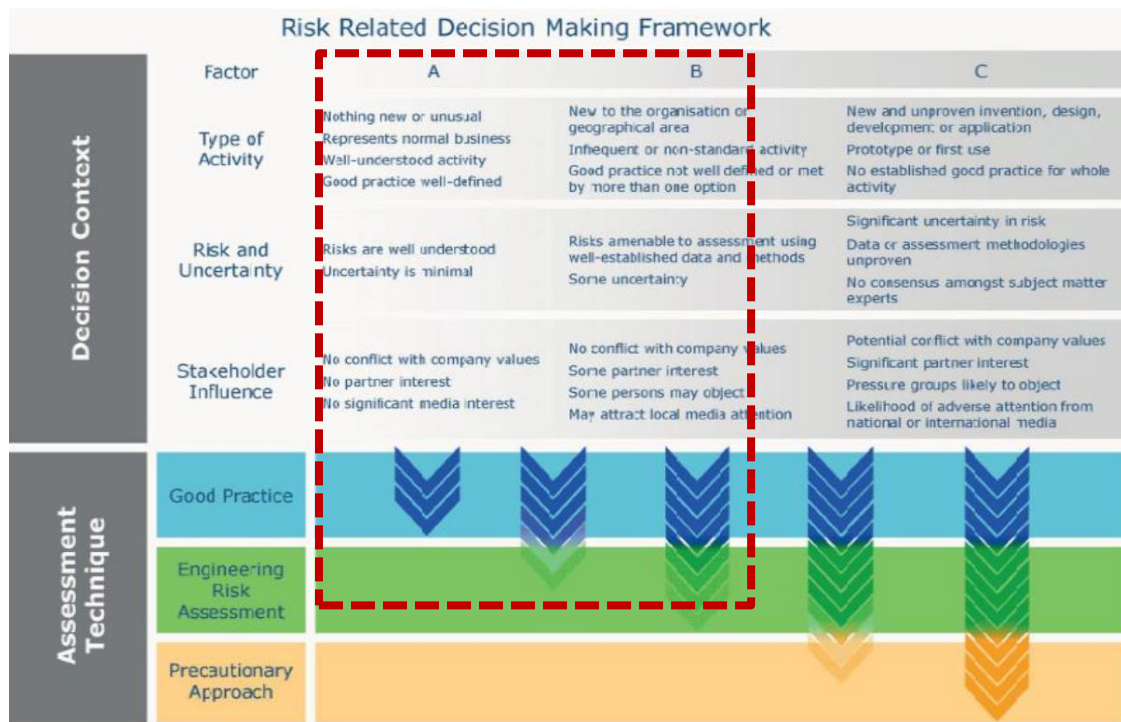 Risk Related Decision Making Framework
Decision Context
Factor
A
B
C
Type of
Activity
Nothing new or unusual
Represents normal business
Well-understood activity
Good practice well-defined
New to the organisation or
geographical area
Infrequent or non-standard activity
Good practice not well defined or met
by more than one option
New and unproven invention, design,
development or application
Prototype or first use
No established good practice for whole
activity
Risk and
Uncertainty
Risks are well understood
Uncertainty is minimal
Risks amenable to assessment using
well-established data and methods
Some uncertainty
Significant uncertainty in risk
Data or assessment methodologies
unproven
No consensus amongst subject matter
experts
Stakeholder
Influence
No conflict with company values
No partner interest
No significant media interest
No conflict with company values
Some partner interest
Some persons may object
May attract local media attention
Potential conflict with company values
Significant partner interest
Pressure groups likely to object
Likelihood of adverse attention from
national or international media
Assessment
Technique
Good Practice
Engineering
Risk
Assessment
Precautionary
Approach